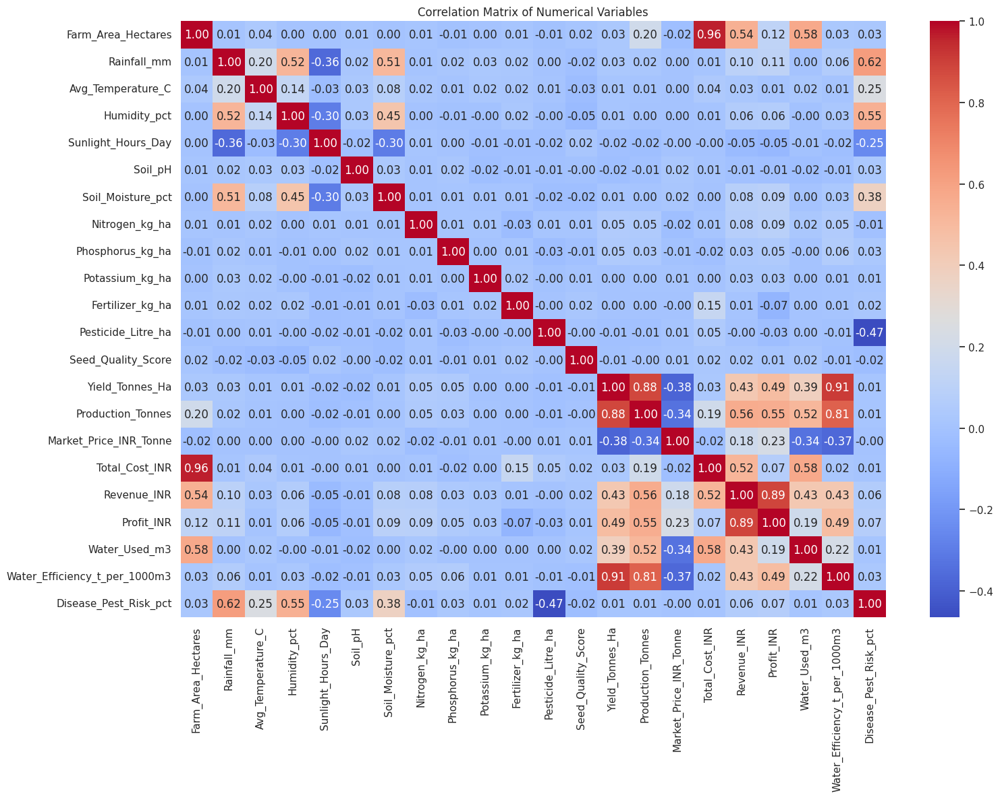 Correlation Matrix of Numerical Variables
Farm_Area_Hectares 1.00 0.01 0.04 0.00 0.00 0.01 0.00 0.01 -0.01 0.00 0.01 -0.01 0.02 0.03 0.20 -0.02 0.96 0.54 0.12 0.58 0.03 0.03
Rainfall_mm 0.01 1.00 0.20 0.52 -0.36 0.02 0.51 0.01 0.02 0.03 0.02 0.00 -0.02 0.03 0.02 0.00 0.01 0.10 0.11 0.00 0.06 0.62
Avg_Temperature_C 0.04 0.20 1.00 0.14 -0.03 0.03 0.08 0.02 0.01 0.02 0.02 0.01 -0.03 0.01 0.01 0.00 0.04 0.03 0.01 0.02 0.01 0.25
Humidity_pct 0.00 0.52 0.14 1.00 -0.30 0.03 0.45 0.00 -0.01 -0.00 0.02 -0.00 -0.05 0.01 0.00 0.00 0.01 0.06 0.06 -0.00 0.03 0.55
Sunlight_Hours_Day 0.00 -0.36 -0.03 -0.30 1.00 -0.02 -0.30 0.01 0.00 -0.01 -0.01 -0.02 0.02 -0.02 -0.02 -0.00 -0.00 -0.05 -0.05 -0.01 -0.02 -0.25
Soil_pH 0.01 0.02 0.03 0.03 -0.02 1.00 0.03 0.01 0.02 -0.02 -0.01 -0.01 -0.00 -0.02 -0.01 0.02 0.01 -0.01 -0.01 -0.02 -0.01 0.03
Soil_Moisture_pct 0.00 0.51 0.08 0.45 -0.30 0.03 1.00 0.01 0.01 0.01 0.01 -0.02 -0.02 0.01 0.00 0.02 0.00 0.08 0.09 0.00 0.03 0.38
Nitrogen_kg_ha 0.01 0.01 0.02 0.00 0.01 0.01 0.01 1.00 0.01 0.01 -0.03 0.01 0.01 0.05 0.05 -0.02 0.01 0.08 0.09 0.02 0.05 -0.01
Phosphorus_kg_ha -0.01 0.02 0.01 -0.01 0.00 0.02 0.01 0.01 1.00 0.00 0.01 -0.03 -0.01 0.05 0.03 -0.01 -0.02 0.03 0.05 -0.00 0.06 0.03
Potassium_kg_ha 0.00 0.03 0.02 -0.00 -0.01 -0.02 0.01 0.01 0.00 1.00 0.02 -0.00 0.01 0.00 0.00 0.01 0.00 0.03 0.03 0.00 0.01 0.01
Fertilizer_kg_ha 0.01 0.02 0.02 0.02 -0.01 -0.01 0.01 -0.03 0.01 0.02 1.00 -0.00 0.02 0.00 0.00 -0.00 0.15 0.01 -0.07 0.00 0.01 0.02
Pesticide_Litre_ha -0.01 0.00 0.01 -0.00 -0.02 -0.01 -0.02 0.01 -0.03 -0.00 -0.00 1.00 -0.00 -0.01 -0.01 0.01 0.05 -0.00 -0.03 0.00 -0.01 -0.47
Seed_Quality_Score 0.02 -0.02 -0.03 -0.05 0.02 -0.00 -0.02 0.01 -0.01 0.01 0.02 -0.00 1.00 -0.01 -0.00 0.01 0.02 0.02 0.01 0.02 -0.01 -0.02
Yield_Tonnes_Ha 0.03 0.03 0.01 0.01 -0.02 -0.02 0.01 0.05 0.05 0.00 0.00 -0.01 -0.01 1.00 0.88 -0.38 0.03 0.43 0.49 0.39 0.91 0.01
Production_Tonnes 0.20 0.02 0.01 0.00 -0.02 -0.01 0.00 0.05 0.03 0.00 0.00 -0.01 -0.00 0.88 1.00 -0.34 0.19 0.56 0.55 0.52 0.81 0.01
Market_Price_INR_Tonne -0.02 0.00 0.00 0.00 -0.00 0.02 0.02 -0.02 -0.01 0.01 -0.00 0.01 0.01 -0.38 -0.34 1.00 -0.02 0.18 0.23 -0.34 -0.37 -0.00
Total_Cost_INR 0.96 0.01 0.04 0.01 -0.00 0.01 0.00 0.01 -0.02 0.00 0.15 0.05 0.02 0.03 0.19 -0.02 1.00 0.52 0.07 0.58 0.02 0.01
Revenue_INR 0.54 0.10 0.03 0.06 -0.05 -0.01 0.08 0.08 0.03 0.03 0.01 -0.00 0.02 0.43 0.56 0.18 0.52 1.00 0.89 0.43 0.43 0.06
Profit_INR 0.12 0.11 0.01 0.06 -0.05 -0.01 0.09 0.09 0.05 0.03 -0.07 -0.03 0.01 0.49 0.55 0.23 0.07 0.89 1.00 0.19 0.49 0.07
Water_Used_m3 0.58 0.00 0.02 -0.00 -0.01 -0.02 0.00 0.02 -0.00 0.00 0.00 0.00 0.02 0.39 0.52 -0.34 0.58 0.43 0.19 1.00 0.22 0.01
Water_Efficiency_t_per_1000m3 0.03 0.06 0.01 0.03 -0.02 -0.01 0.03 0.05 0.06 0.01 0.01 -0.01 -0.01 0.91 0.81 -0.37 0.02 0.43 0.49 0.22 1.00 0.03
Disease_Pest_Risk_pct 0.03 0.62 0.25 0.55 -0.25 0.03 0.38 -0.01 0.03 0.01 0.02 -0.47 -0.02 0.01 0.01 -0.00 0.01 0.06 0.07 0.01 0.03 1.00
Farm_Area_Hectares
Rainfall_mm
Avg_Temperature_C
Humidity_pct
Sunlight_Hours_Day
Soil_pH
Soil_Moisture_pct
Nitrogen_kg_ha
Phosphorus_kg_ha
Potassium_kg_ha
Fertilizer_kg_ha
Pesticide_Litre_ha
Seed_Quality_Score
Yield_Tonnes_Ha
Production_Tonnes
Market_Price_INR_Tonne
Total_Cost_INR
Revenue_INR
Profit_INR
Water_Used_m3
Water_Efficiency_t_per_1000m3
Disease_Pest_Risk_pct
1.0
0.8
0.6
0.4
0.2
0.0
−0.2
−0.4